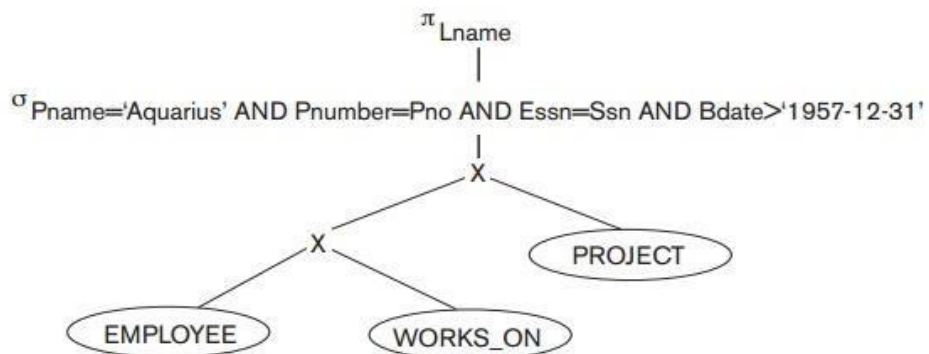 π Lname
σ Pname='Aquarius' AND Pnumber=Pno AND Essn=Ssn AND Bdate>'1957-12-31'
X
X
PROJECT
EMPLOYEE
WORKS_ON